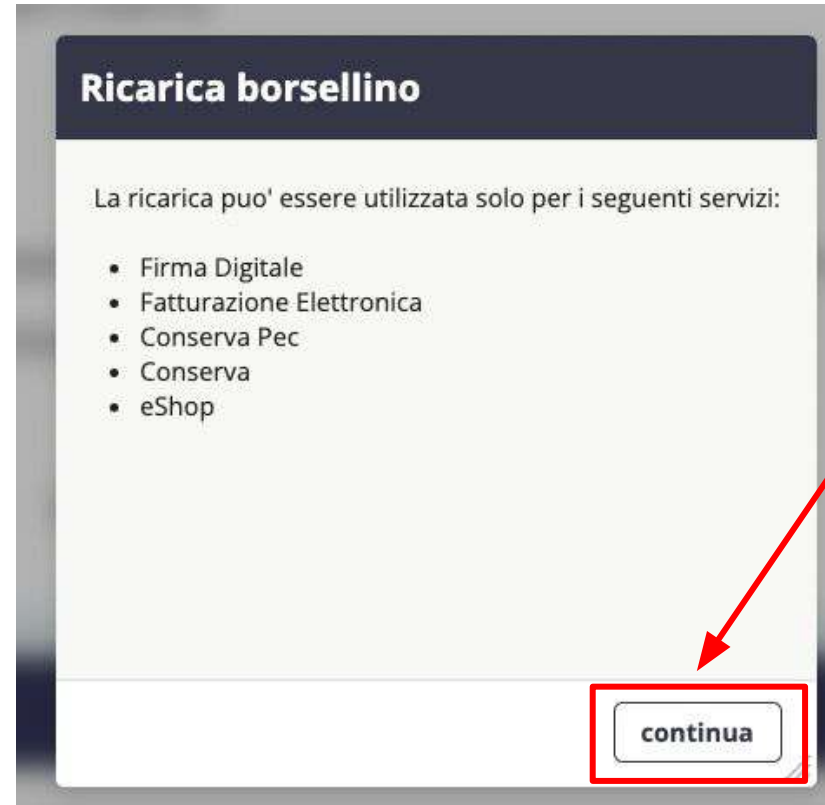 Ricarica borsellino
La ricarica puo' essere utilizzata solo per i seguenti servizi:
• Firma Digitale
• Fatturazione Elettronica
• Conserva Pec
• Conserva
• eShop
continua